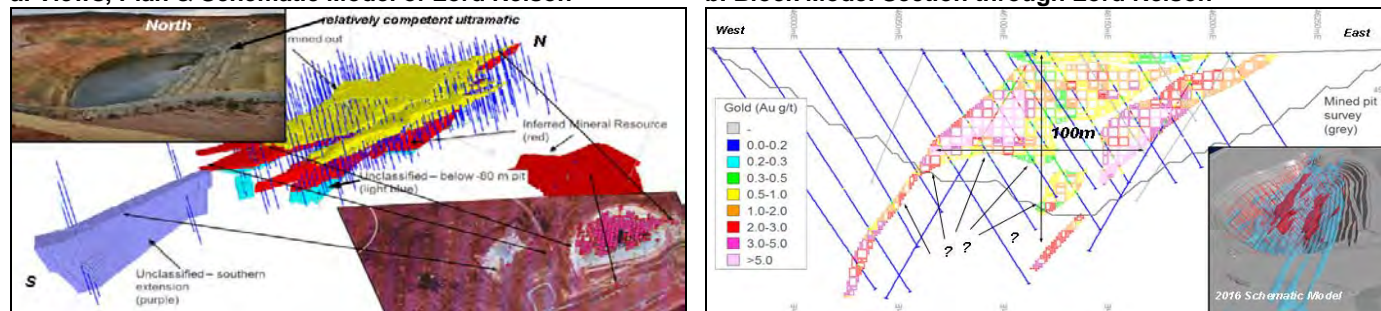 a. Views, Plan & Schematic Model of Lord Nelson
b. Block Model Section through Lord Nelson
North
relatively competent ultramafic
mined out
N
Inferred Mineral Resource
(red)
Unclassified – below -80 m pit
(light blue)
Unclassified – southern
extension
(purple)
S
West
East
Gold (Au g/t)
-
0.0-0.2
0.2-0.3
0.3-0.5
0.5-1.0
1.0-2.0
2.0-3.0
3.0-5.0
>5.0
100m
Mined pit
survey
(grey)
? ? ? ?
2016 Schematic Model